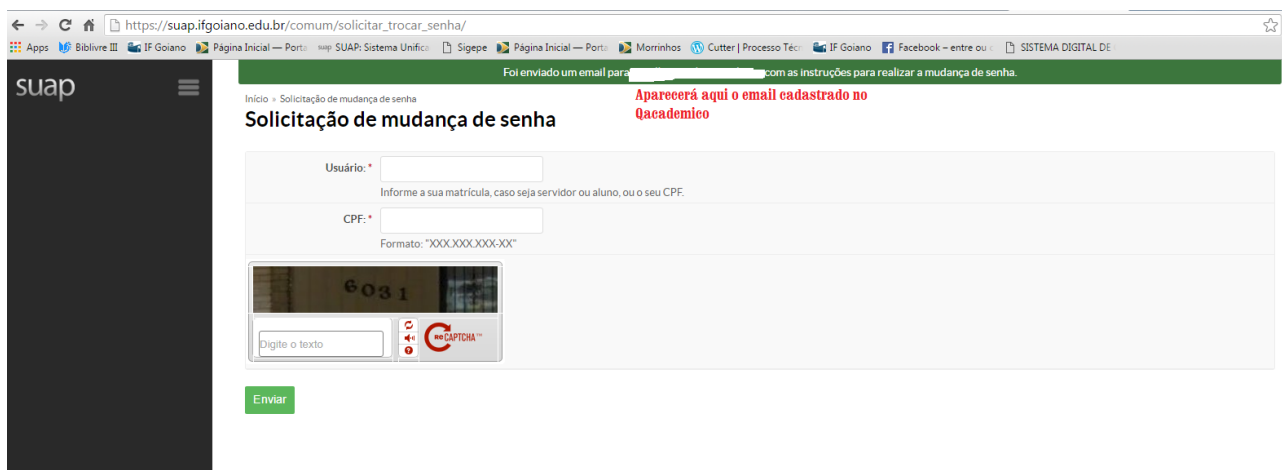 https://suap.ifgoiano.edu.br/comum/solicitar_trocar_senha/
Apps Biblivre III IF Goiano Página Inicial — Porta SUAP: Sistema Unifica Sigepe Página Inicial — Porta Morrinhos Cutter | Processo Técn IF Goiano Facebook – entre ou c SISTEMA DIGITAL DE
suap
Foi enviado um email para com as instruções para realizar a mudança de senha.
Aparecerá aqui o email cadastrado no
Qacademico
Início » Solicitação de mudança de senha
Solicitação de mudança de senha
Usuário: *
Informe a sua matrícula, caso seja servidor ou aluno, ou o seu CPF.
CPF: *
Formato: "XXX.XXX.XXX-XX"
6031
Digite o texto
reCAPTCHA™
Enviar